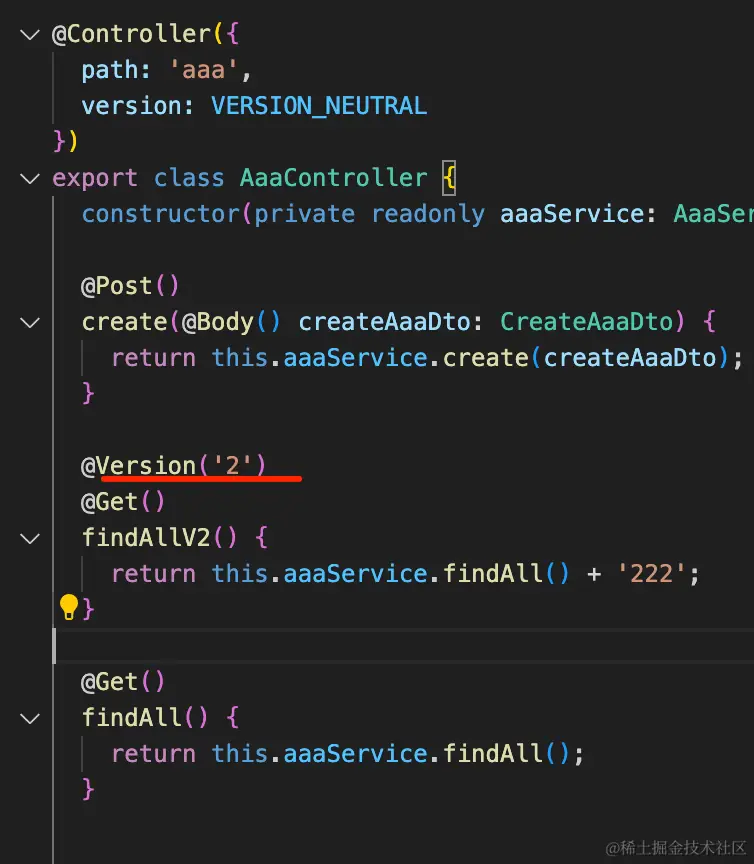 @Controller({
path: 'aaa',
version: VERSION_NEUTRAL
})
export class AaaController {
constructor(private readonly aaaService: AaaSer
@Post()
create(@Body() createAaaDto: CreateAaaDto) {
return this.aaaService.create(createAaaDto);
}
@Version('2')
@Get()
findAllV2() {
return this.aaaService.findAll() + '222';
}
@Get()
findAll() {
return this.aaaService.findAll();
}
@稀土掘金技术社区